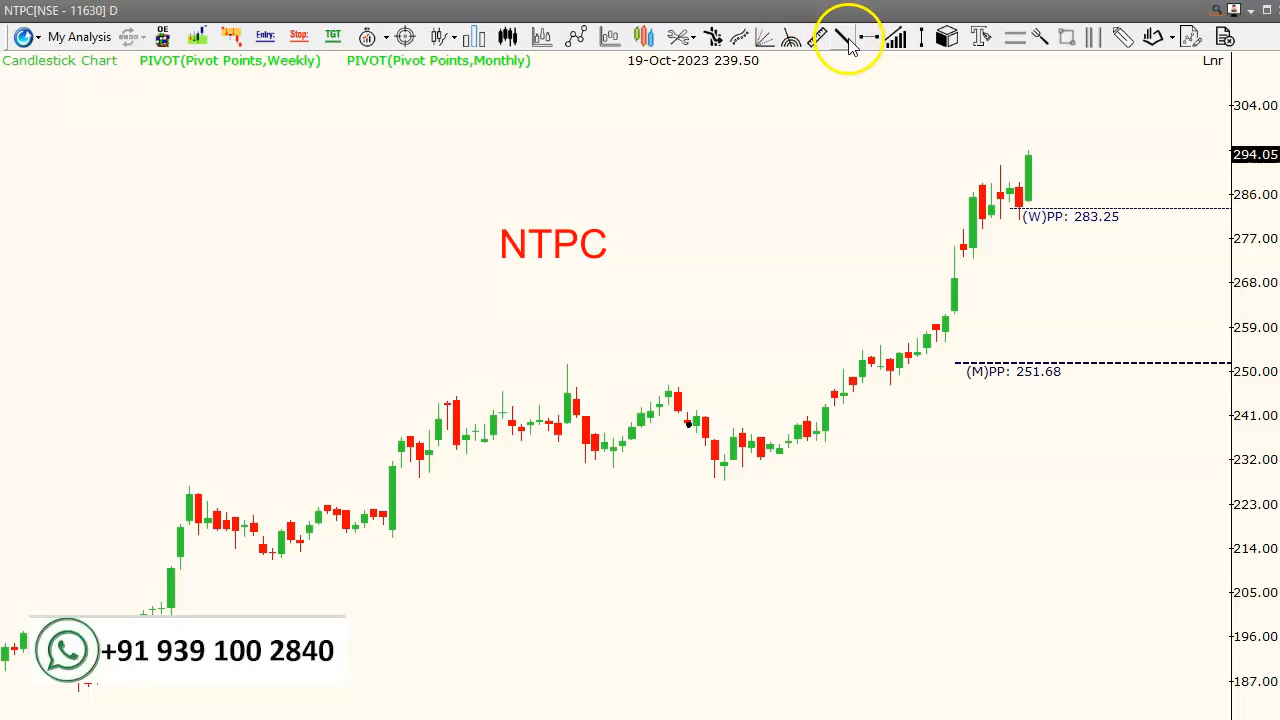 NTPC[NSE - 11630] D
My Analysis
OE
Entry:
Stop:
TGT
Candlestick Chart PIVOT(Pivot Points,Weekly) PIVOT(Pivot Points,Monthly) 19-Oct-2023 239.50 Lnr
304.00
294.05
286.00
(W)PP: 283.25
NTPC
277.00
268.00
259.00
250.00
(M)PP: 251.68
241.00
232.00
223.00
214.00
205.00
196.00
+91 939 100 2840
187.00